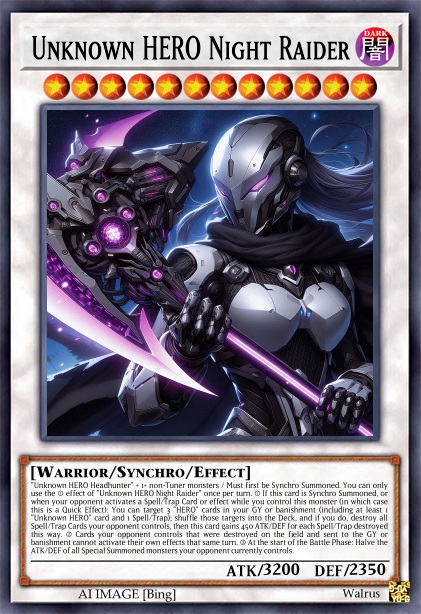 UNKNOWN HERO NIGHT RAIDER
DARK
闇
[WARRIOR/SYNCHRO/EFFECT]
"Unknown HERO Headhunter" + 1+ non-Tuner monsters / Must first be Synchro Summoned. You can only
use the ① effect of "Unknown HERO Night Raider" once per turn. ① If this card is Synchro Summoned, or
when your opponent activates a Spell/Trap Card or effect while you control this monster (in which case
this is a Quick Effect): You can target 3 "HERO" cards in your GY or banishment (including at least 1
"Unknown HERO" card and 1 Spell/Trap); shuffle those targets into the Deck, and if you do, destroy all
Spell/Trap Cards your opponent controls, then this card gains 450 ATK/DEF for each Spell/Trap destroyed
this way. ② Cards your opponent controls that were destroyed on the field and sent to the GY or
banishment cannot activate their own effects that same turn. ③ At the start of the Battle Phase: Halve the
ATK/DEF of all Special Summoned monsters your opponent currently controls.
ATK/3200 DEF/2350
AI IMAGE [Bing] Walrus